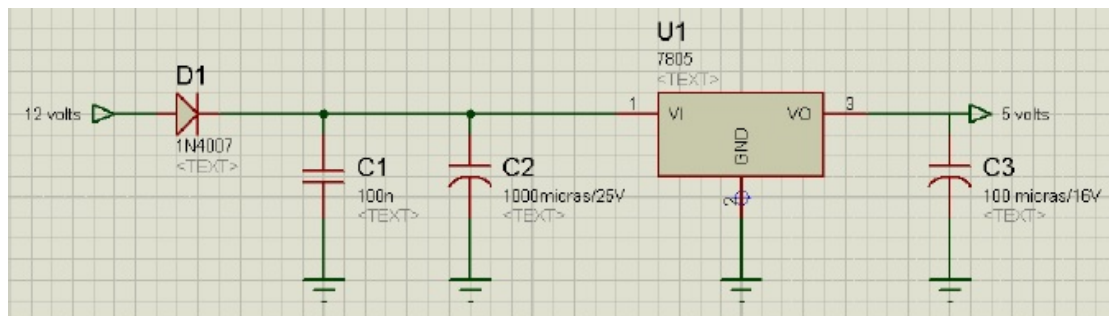 U1
7805
<TEXT>
D1
12 volts
1
VI
VO
3
5 volts
1N4007
<TEXT>
GND
C1
100n
<TEXT>
C2
1000micras/25V
<TEXT>
2
C3
100 micras/16V
<TEXT>